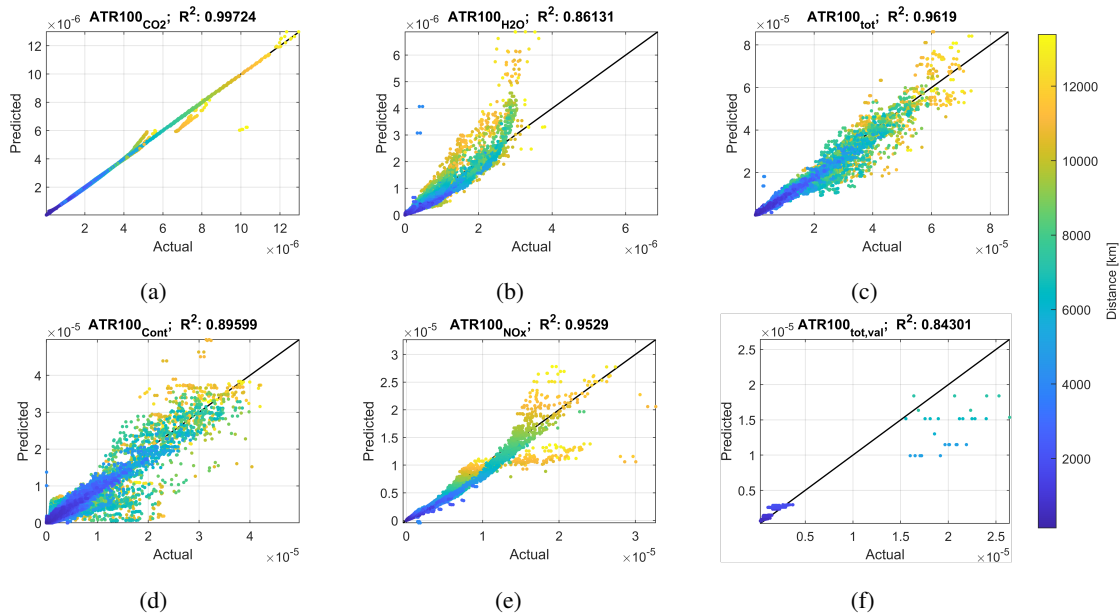 ATR100_CO2; R²: 0.99724
×10⁻⁶
12
10
8
6
4
2
Predicted
2 4 6 8 10 12
Actual
×10⁻⁶
(a)
ATR100_H2O; R²: 0.86131
×10⁻⁶
6
5
4
3
2
1
0
Predicted
0 2 4 6
Actual
×10⁻⁶
(b)
ATR100_tot; R²: 0.9619
×10⁻⁵
8
6
4
2
Predicted
2 4 6 8
Actual
×10⁻⁵
(c)
12000
10000
8000
6000
4000
2000
Distance [km]
ATR100_Cont; R²: 0.89599
×10⁻⁵
4
3
2
1
0
Predicted
0 1 2 3 4
Actual
×10⁻⁵
(d)
ATR100_NOx; R²: 0.9529
×10⁻⁵
3
2.5
2
1.5
1
0.5
0
Predicted
0 1 2 3
Actual
×10⁻⁵
(e)
ATR100_tot,val; R²: 0.84301
×10⁻⁵
2.5
2
1.5
1
0.5
Predicted
0.5 1 1.5 2 2.5
Actual
×10⁻⁵
(f)